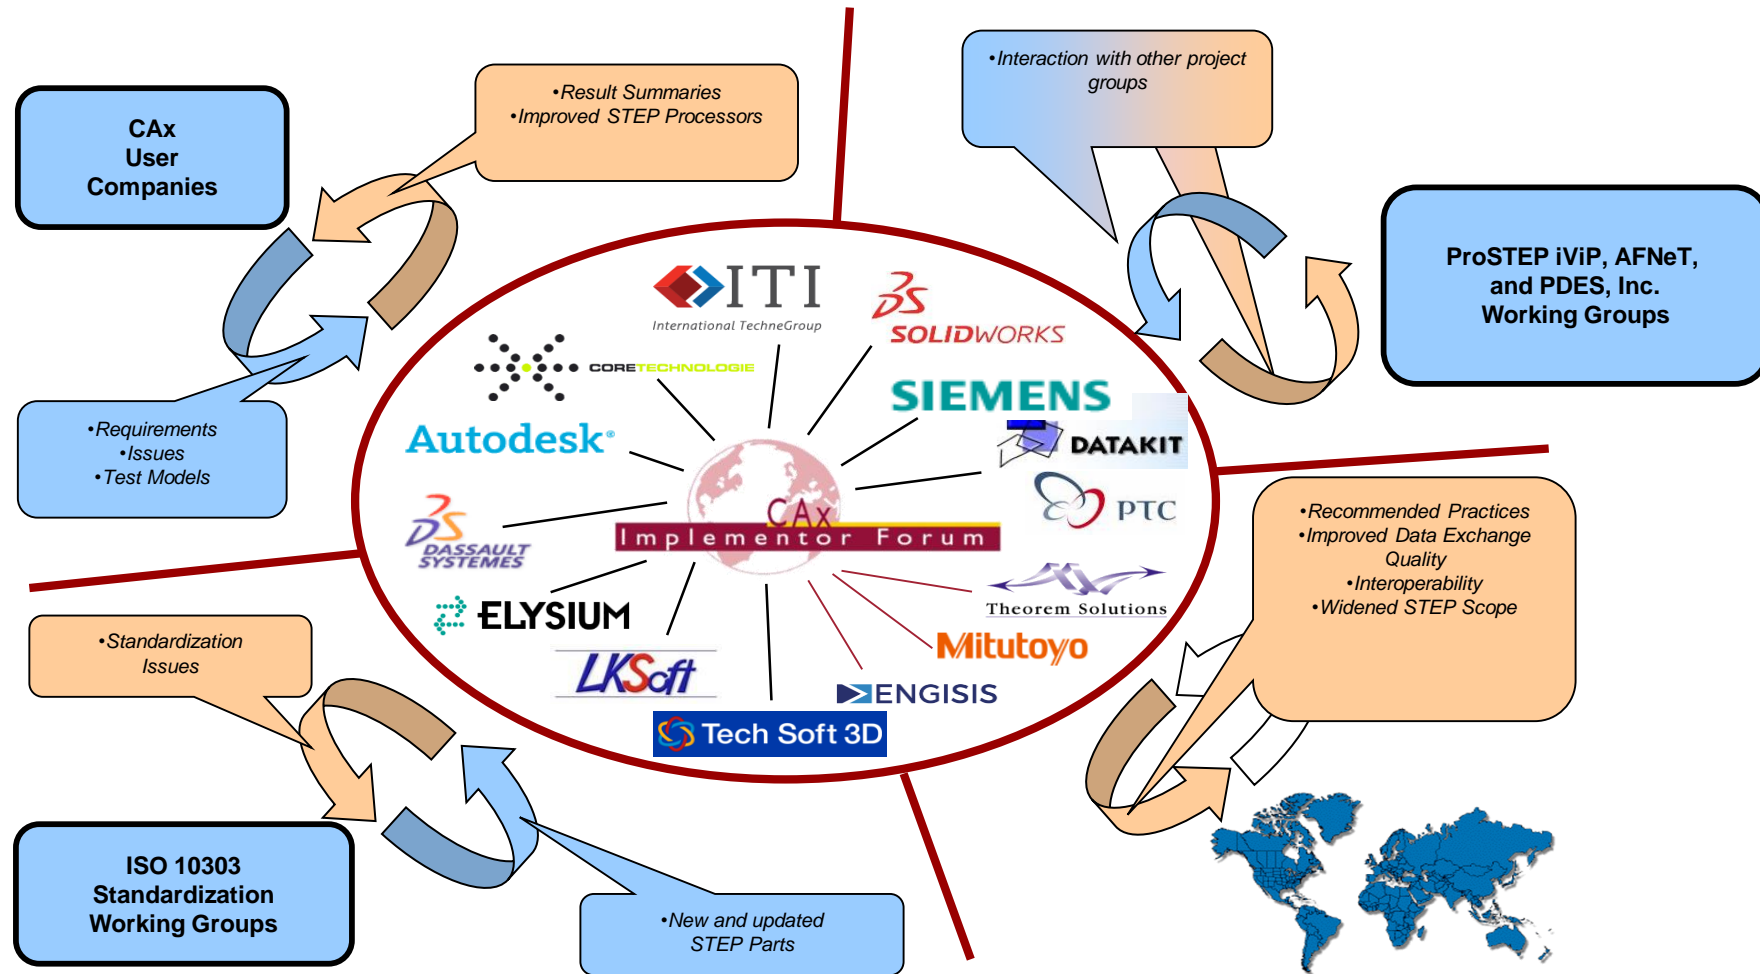 •Interaction with other project
groups
•Result Summaries
•Improved STEP Processors
CAx
User
Companies
ProSTEP iViP, AFNeT,
and PDES, Inc.
Working Groups
ITI
International TechneGroup
DS
SOLIDWORKS
CORETECHNOLOGIE
SIEMENS
Autodesk®
DATAKIT
•Requirements
•Issues
•Test Models
PTC
DS
DASSAULT
SYSTEMES
CAx
Implementor Forum
•Recommended Practices
•Improved Data Exchange
Quality
•Interoperability
•Widened STEP Scope
Theorem Solutions
ELYSIUM
Mitutoyo
•Standardization
Issues
LKSoft
ENGISIS
Tech Soft 3D
ISO 10303
Standardization
Working Groups
•New and updated
STEP Parts